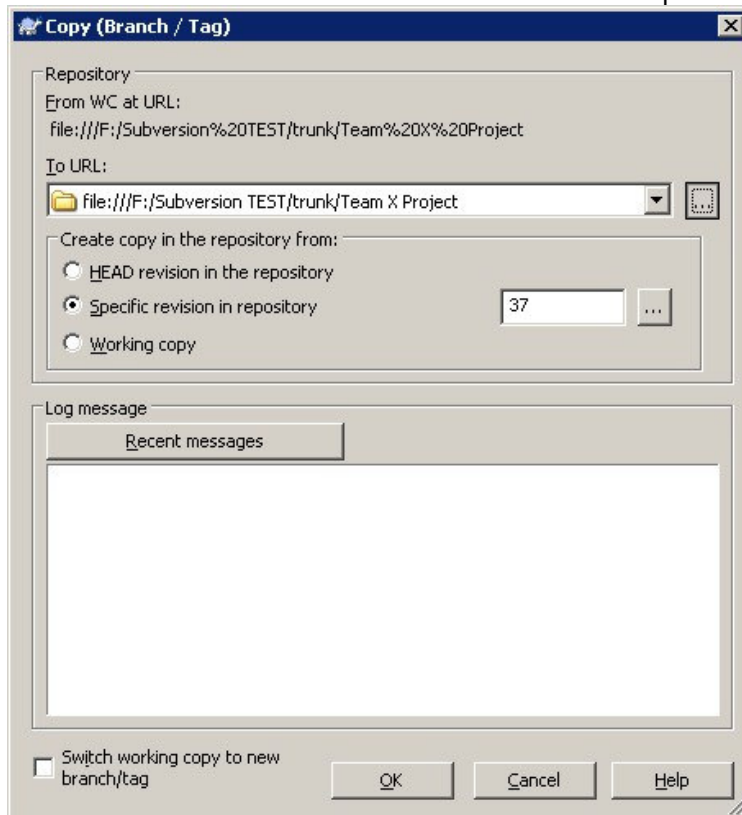 Copy (Branch / Tag)
Repository
From WC at URL:
file:///F:/Subversion%20TEST/trunk/Team%20X%20Project
To URL:
file:///F:/Subversion TEST/trunk/Team X Project
...
Create copy in the repository from:
HEAD revision in the repository
Specific revision in repository 37 ...
Working copy
Log message
Recent messages
Switch working copy to new
branch/tag
OK Cancel Help